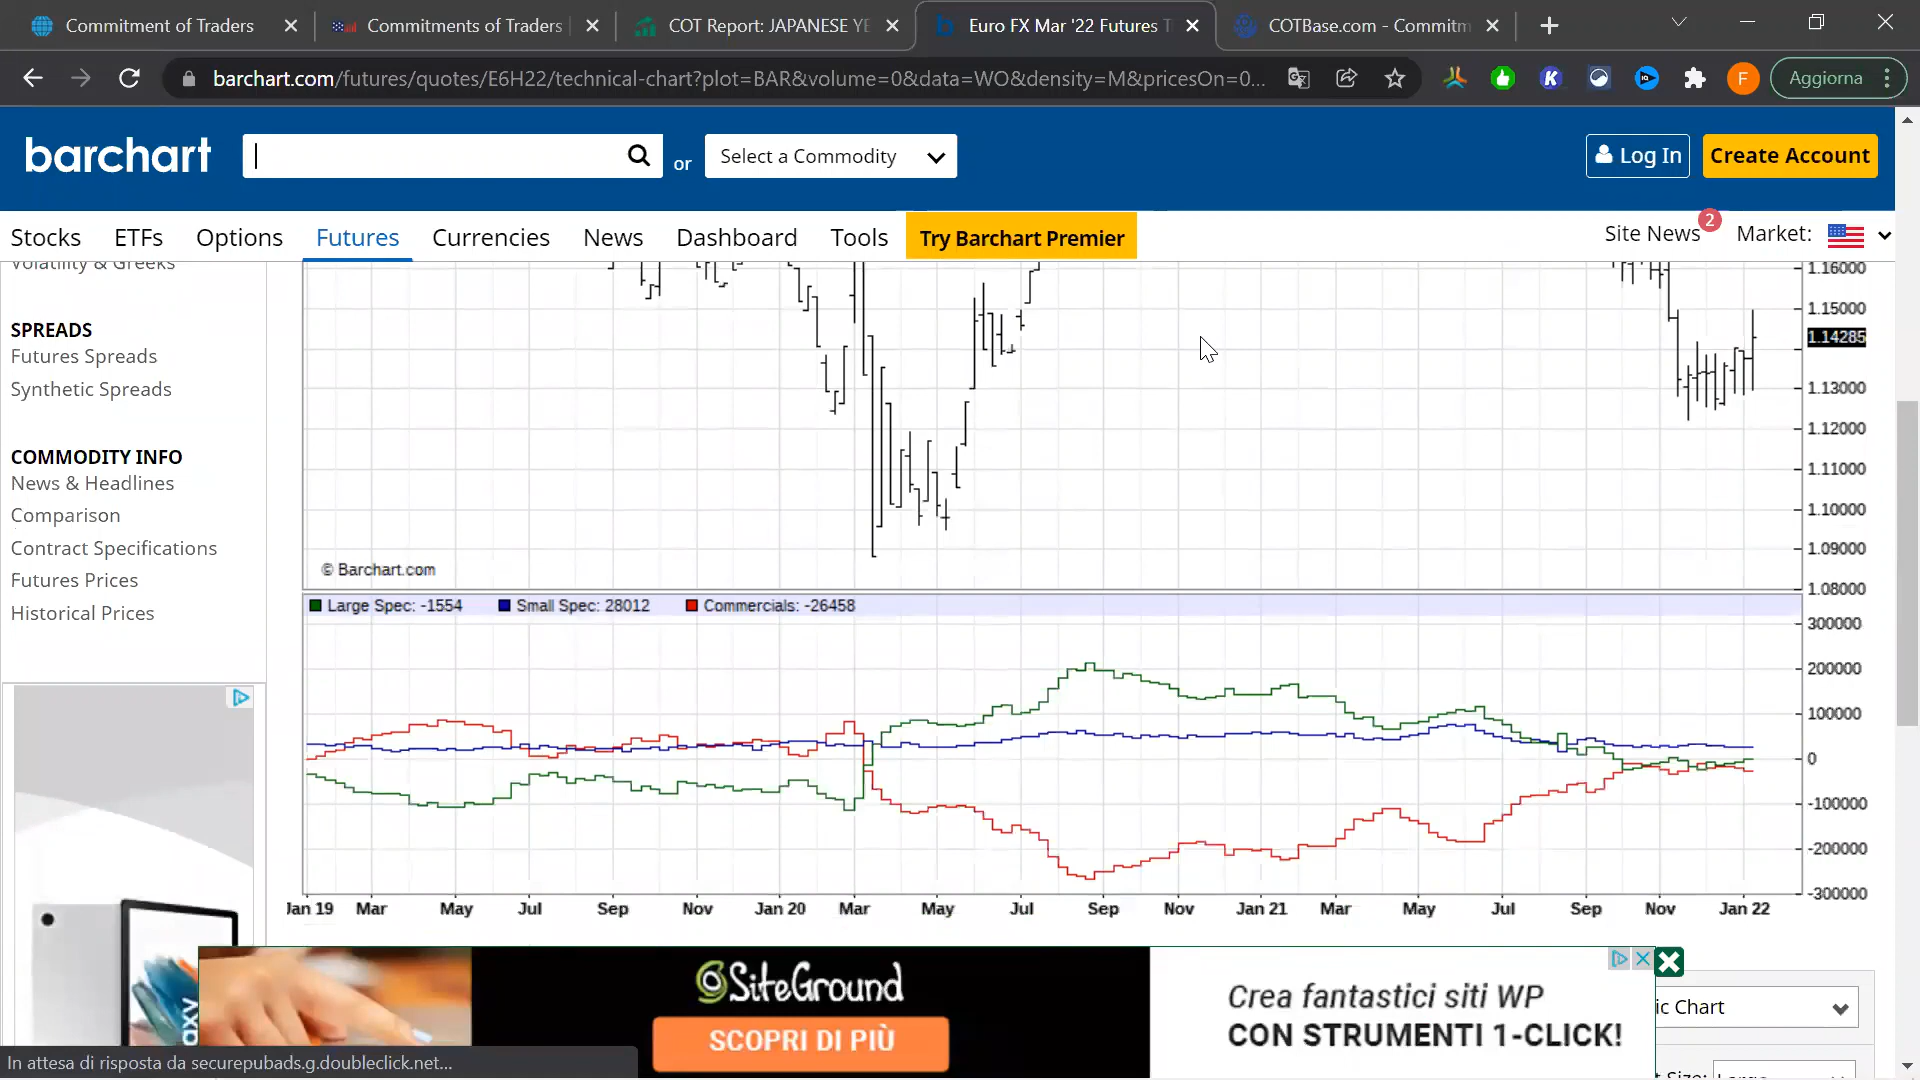 Commitment of Traders
Commitments of Traders
COT Report: JAPANESE YE
Euro FX Mar '22 Futures T
COTBase.com - Commitm
barchart.com/futures/quotes/E6H22/technical-chart?plot=BAR&volume=0&data=WO&density=M&pricesOn=0...
F
Aggiorna
barchart
or
Select a Commodity
Log In
Create Account
Stocks
ETFs
Options
Futures
Currencies
News
Dashboard
Tools
Try Barchart Premier
Site News
2
Market:
Volatility & Greeks
SPREADS
Futures Spreads
Synthetic Spreads
COMMODITY INFO
News & Headlines
Comparison
Contract Specifications
Futures Prices
Historical Prices
1.16000
1.15000
1.14285
1.13000
1.12000
1.11000
1.10000
1.09000
1.08000
© Barchart.com
Large Spec: -1554
Small Spec: 28012
Commercials: -26458
300000
200000
100000
0
-100000
-200000
-300000
Jan 19 Mar May Jul Sep Nov Jan 20 Mar May Jul Sep Nov Jan 21 Mar May Jul Sep Nov Jan 22
SiteGround
SCOPRI DI PIÙ
Crea fantastici siti WP
CON STRUMENTI 1-CLICK!
ic Chart
In attesa di risposta da securepubads.g.doubleclick.net...